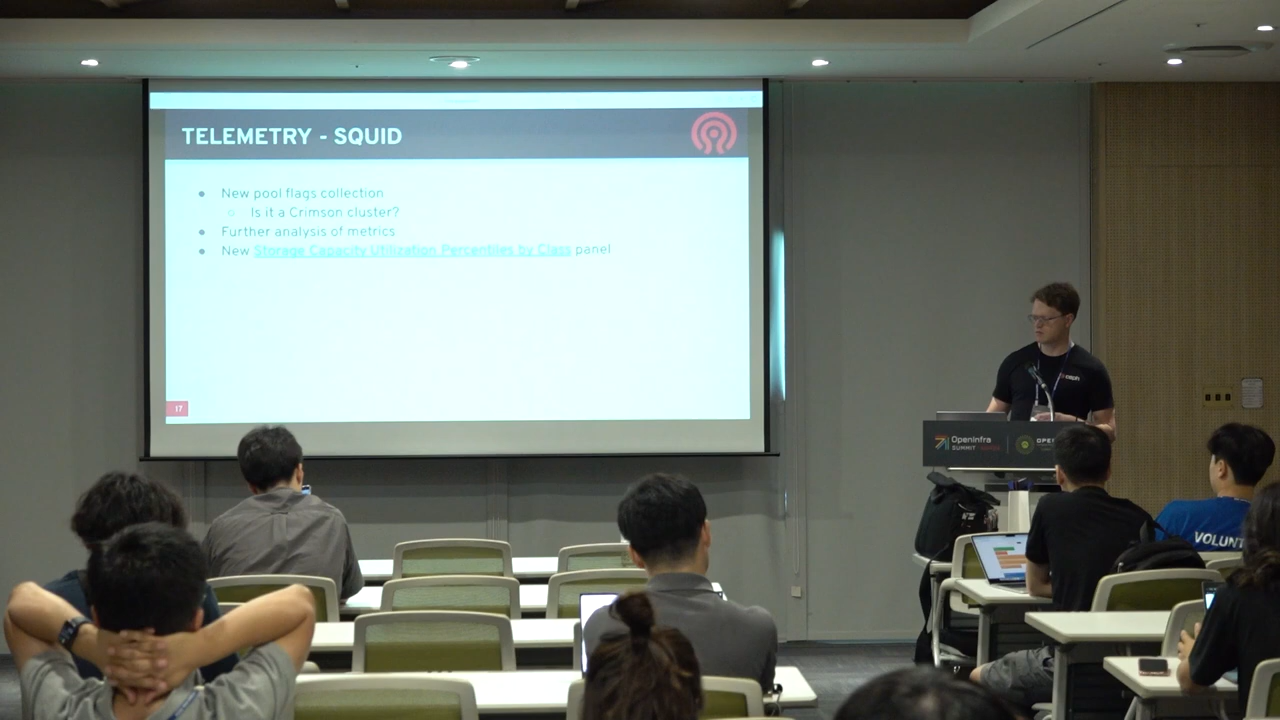 TELEMETRY - SQUID
● New pool flags collection
○ Is it a Crimson cluster?
● Further analysis of metrics
● New Storage Capacity Utilization Percentiles by Class panel
17
ceph
OpenInfra
SUMMIT
OPE
VOLUNT